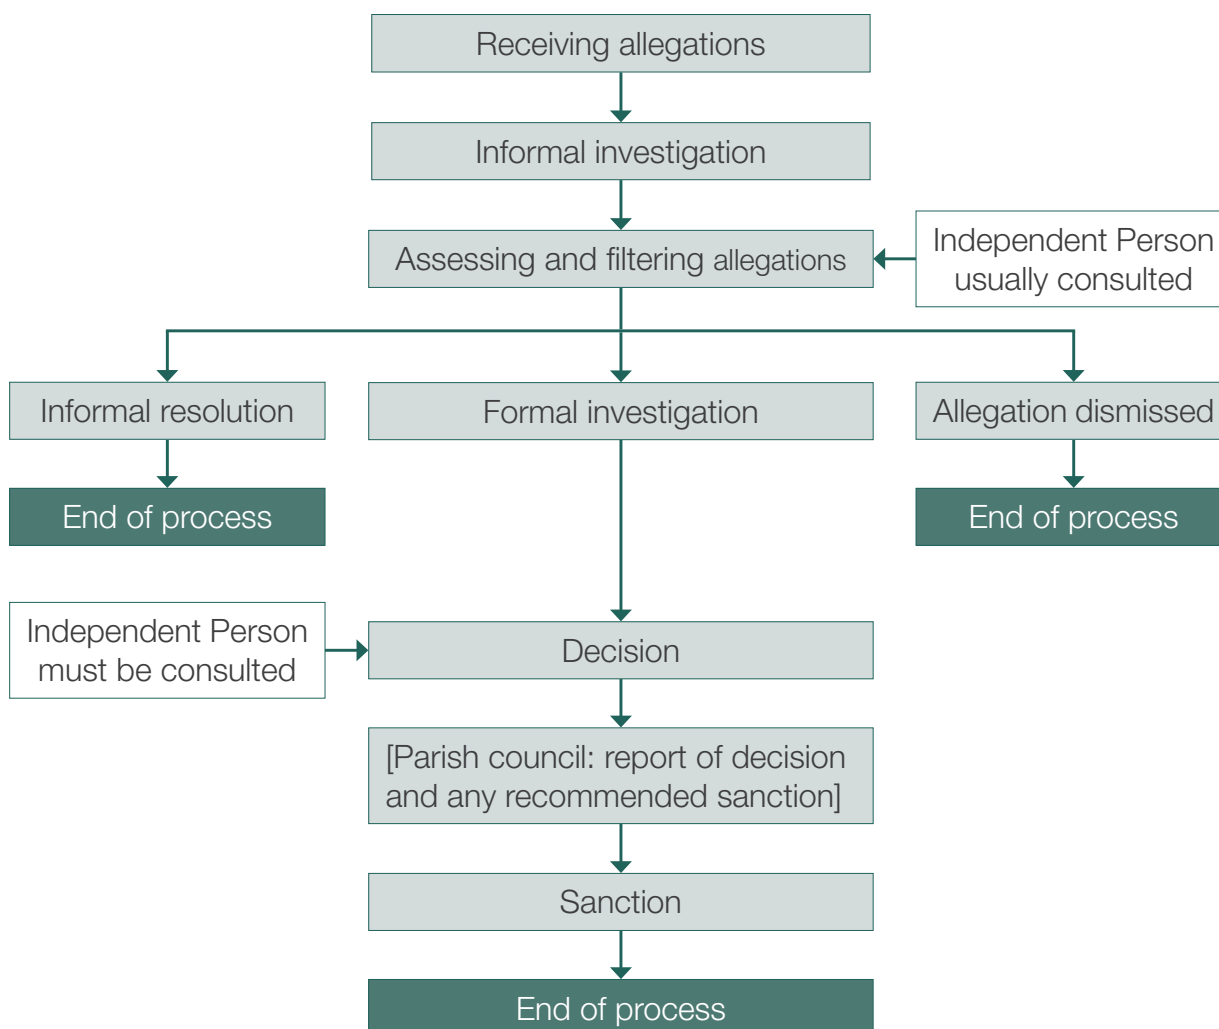 Receiving allegations
Informal investigation
Assessing and filtering allegations
Independent Person
usually consulted
Informal resolution
Formal investigation
Allegation dismissed
End of process
End of process
Independent Person
must be consulted
Decision
[Parish council: report of decision
and any recommended sanction]
Sanction
End of process